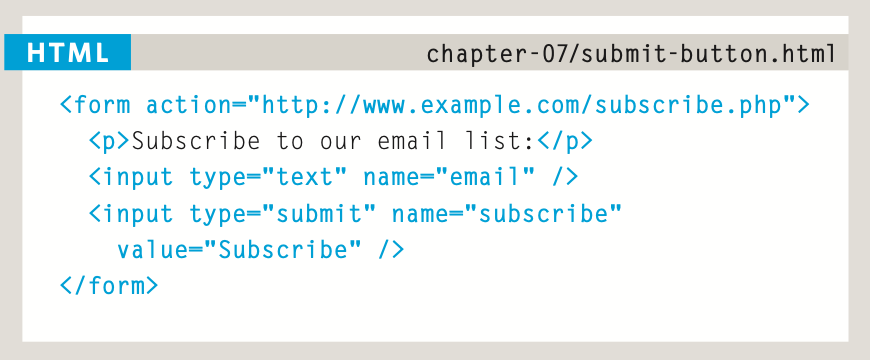 HTML
chapter-07/submit-button.html
<form action="http://www.example.com/subscribe.php">
<p>Subscribe to our email list:</p>
<input type="text" name="email" />
<input type="submit" name="subscribe"
value="Subscribe" />
</form>